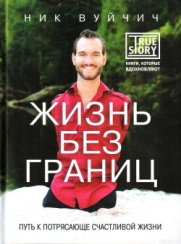 НИК ВУЙЧИЧ
TRUE
STORY
КНИГИ, КОТОРЫЕ
ВДОХНОВЛЯЮТ
ЖИЗНЬ
БЕЗ
ГРАНИЦ
ПУТЬ К ПОТРЯСАЮЩЕ СЧАСТЛИВОЙ ЖИЗНИ